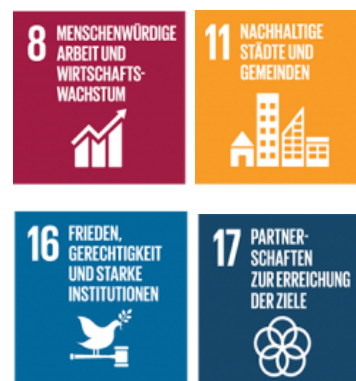 8 MENSCHENWÜRDIGE
ARBEIT UND
WIRTSCHAFTS-
WACHSTUM
11 NACHHALTIGE
STÄDTE UND
GEMEINDEN
16 FRIEDEN,
GERECHTIGKEIT
UND STARKE
INSTITUTIONEN
17 PARTNER-
SCHAFTEN
ZUR ERREICHUNG
DER ZIELE